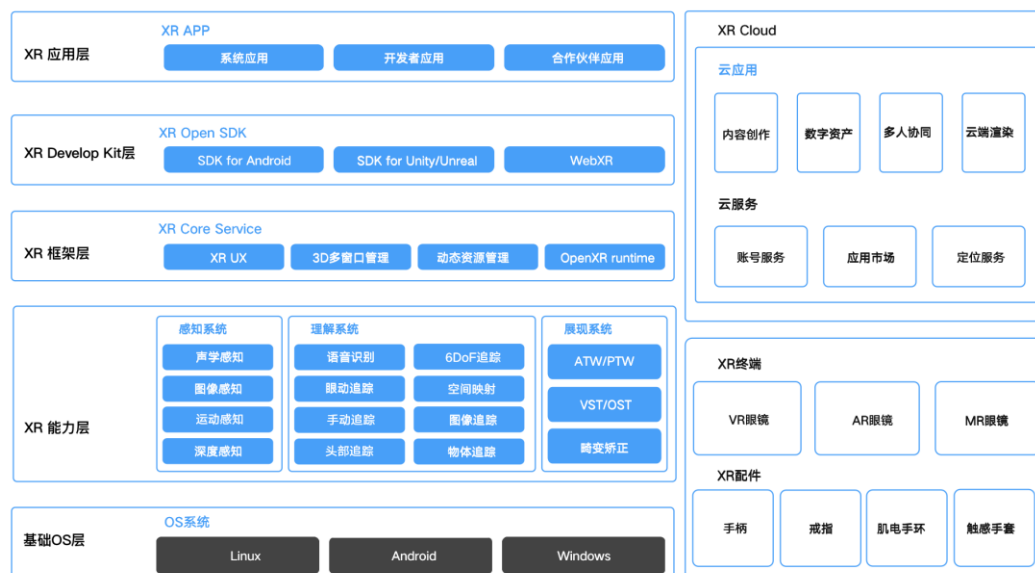 XR APP
XR 应用层
系统应用 开发者应用 合作伙伴应用
XR Open SDK
XR Develop Kit层
SDK for Android SDK for Unity/Unreal WebXR
XR Core Service
XR 框架层
XR UX 3D多窗口管理 动态资源管理 OpenXR runtime
XR 能力层
感知系统
声学感知
图像感知
运动感知
深度感知
理解系统
语音识别 6DoF追踪
眼动追踪 空间映射
手动追踪 图像追踪
头部追踪 物体追踪
展现系统
ATW/PTW
VST/OST
畸变矫正
OS系统
基础OS层
Linux Android Windows
XR Cloud
云应用
内容创作 数字资产 多人协同 云端渲染
云服务
账号服务 应用市场 定位服务
XR终端
VR眼镜 AR眼镜 MR眼镜
XR配件
手柄 戒指 肌电手环 触感手套